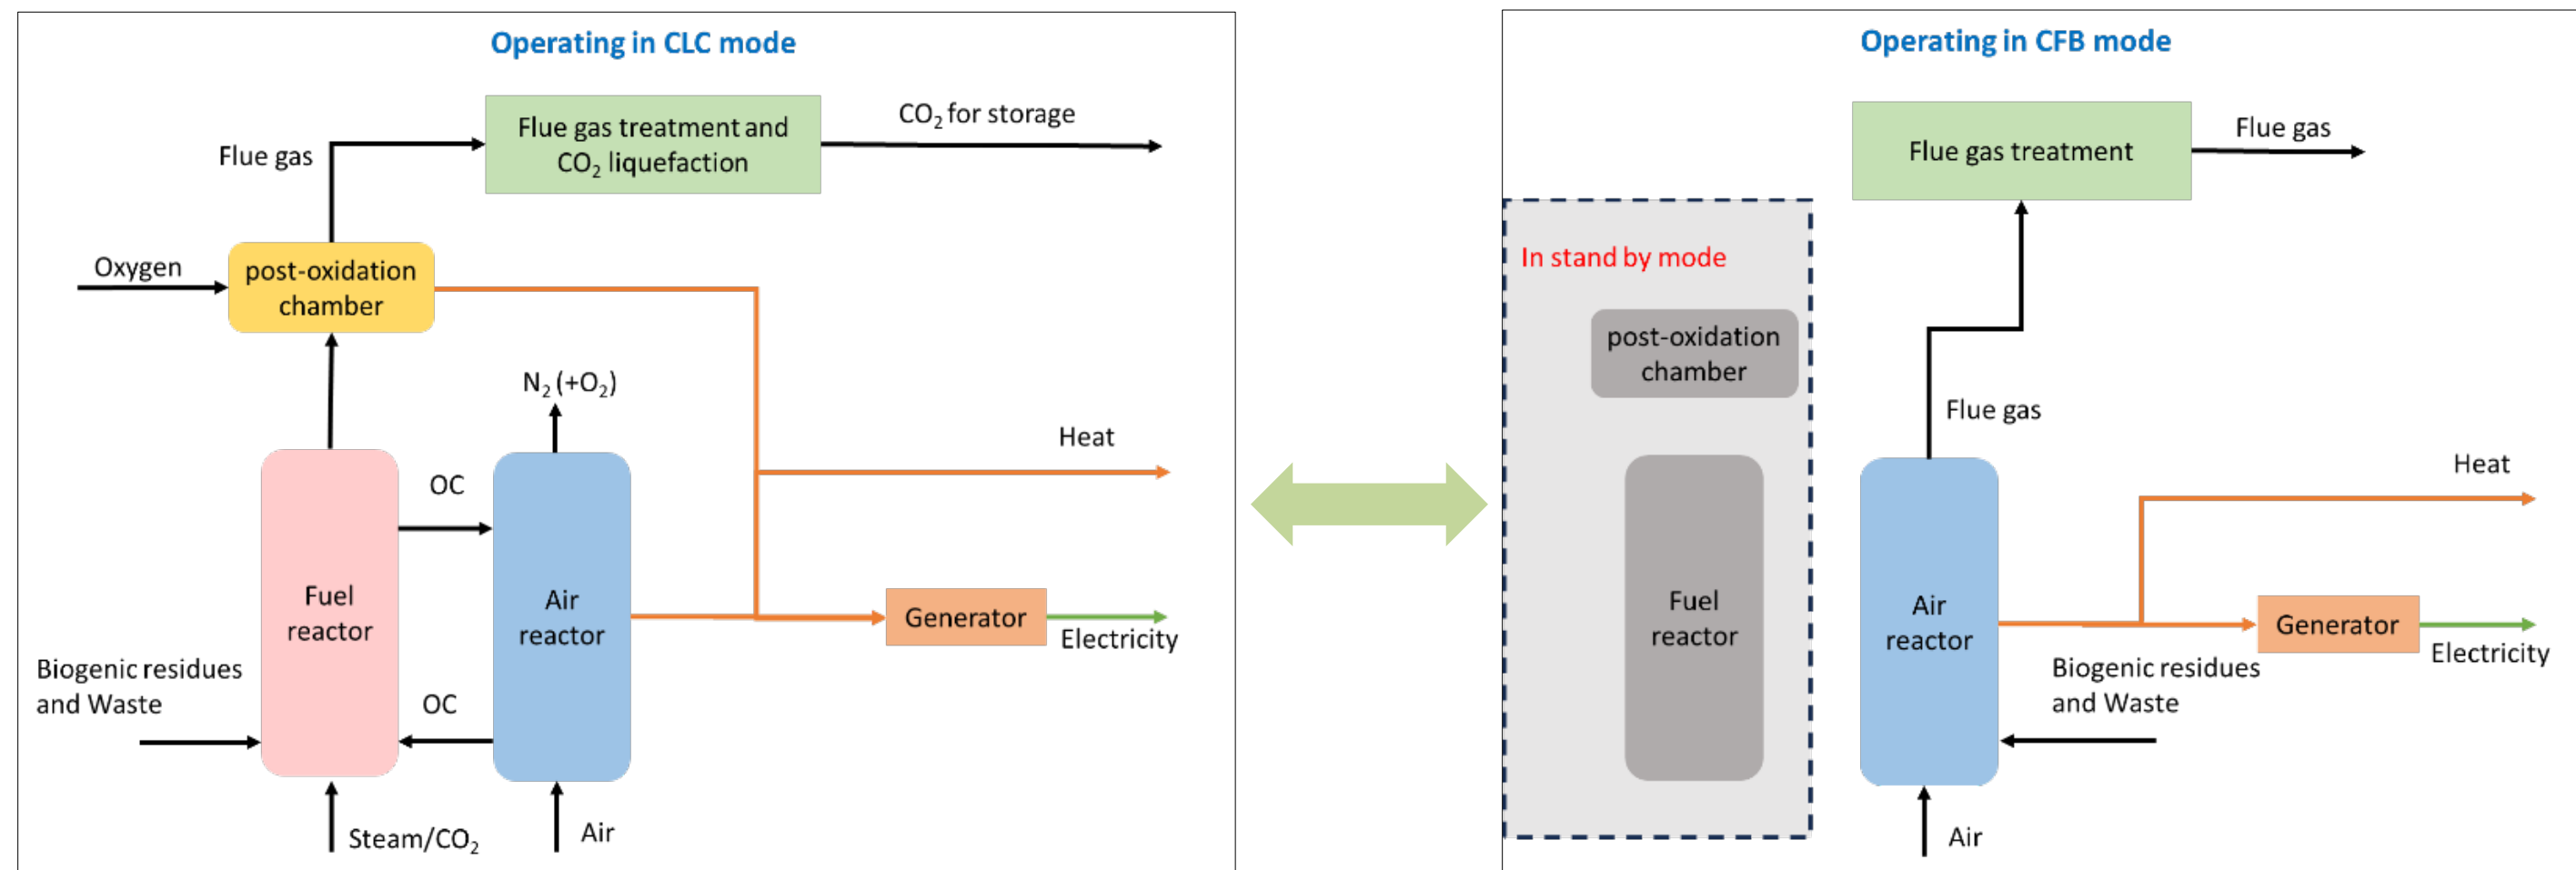 Operating in CLC mode
Flue gas treatment and
CO₂ liquefaction
CO₂ for storage
Flue gas
Oxygen
post-oxidation
chamber
N₂ (+O₂)
Heat
OC
Fuel
reactor
Air
reactor
Generator
Electricity
Biogenic residues
and Waste
OC
Steam/CO₂
Air
Operating in CFB mode
Flue gas treatment
Flue gas
In stand by mode
post-oxidation
chamber
Flue gas
Heat
Fuel
reactor
Air
reactor
Generator
Electricity
Biogenic residues
and Waste
Air